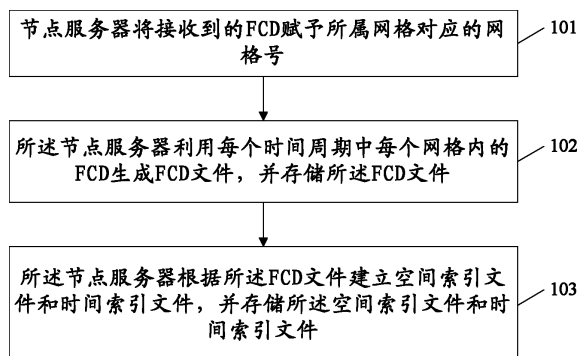 节点服务器将接收到的FCD赋予所属网格对应的网
格号
101
所述节点服务器利用每个时间周期中每个网格内的
FCD生成FCD文件，并存储所述FCD文件
102
所述节点服务器根据所述FCD文件建立空间索引文
件和时间索引文件，并存储所述空间索引文件和时
间索引文件
103